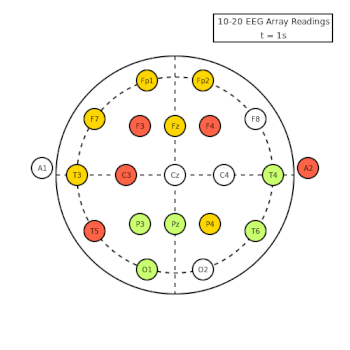 10-20 EEG Array Readings
t = 1s
Fp1 Fp2
F7 F3 Fz F4 F8
A1 T3 C3 Cz C4 T4 A2
T5 P3 Pz P4 T6
O1 O2